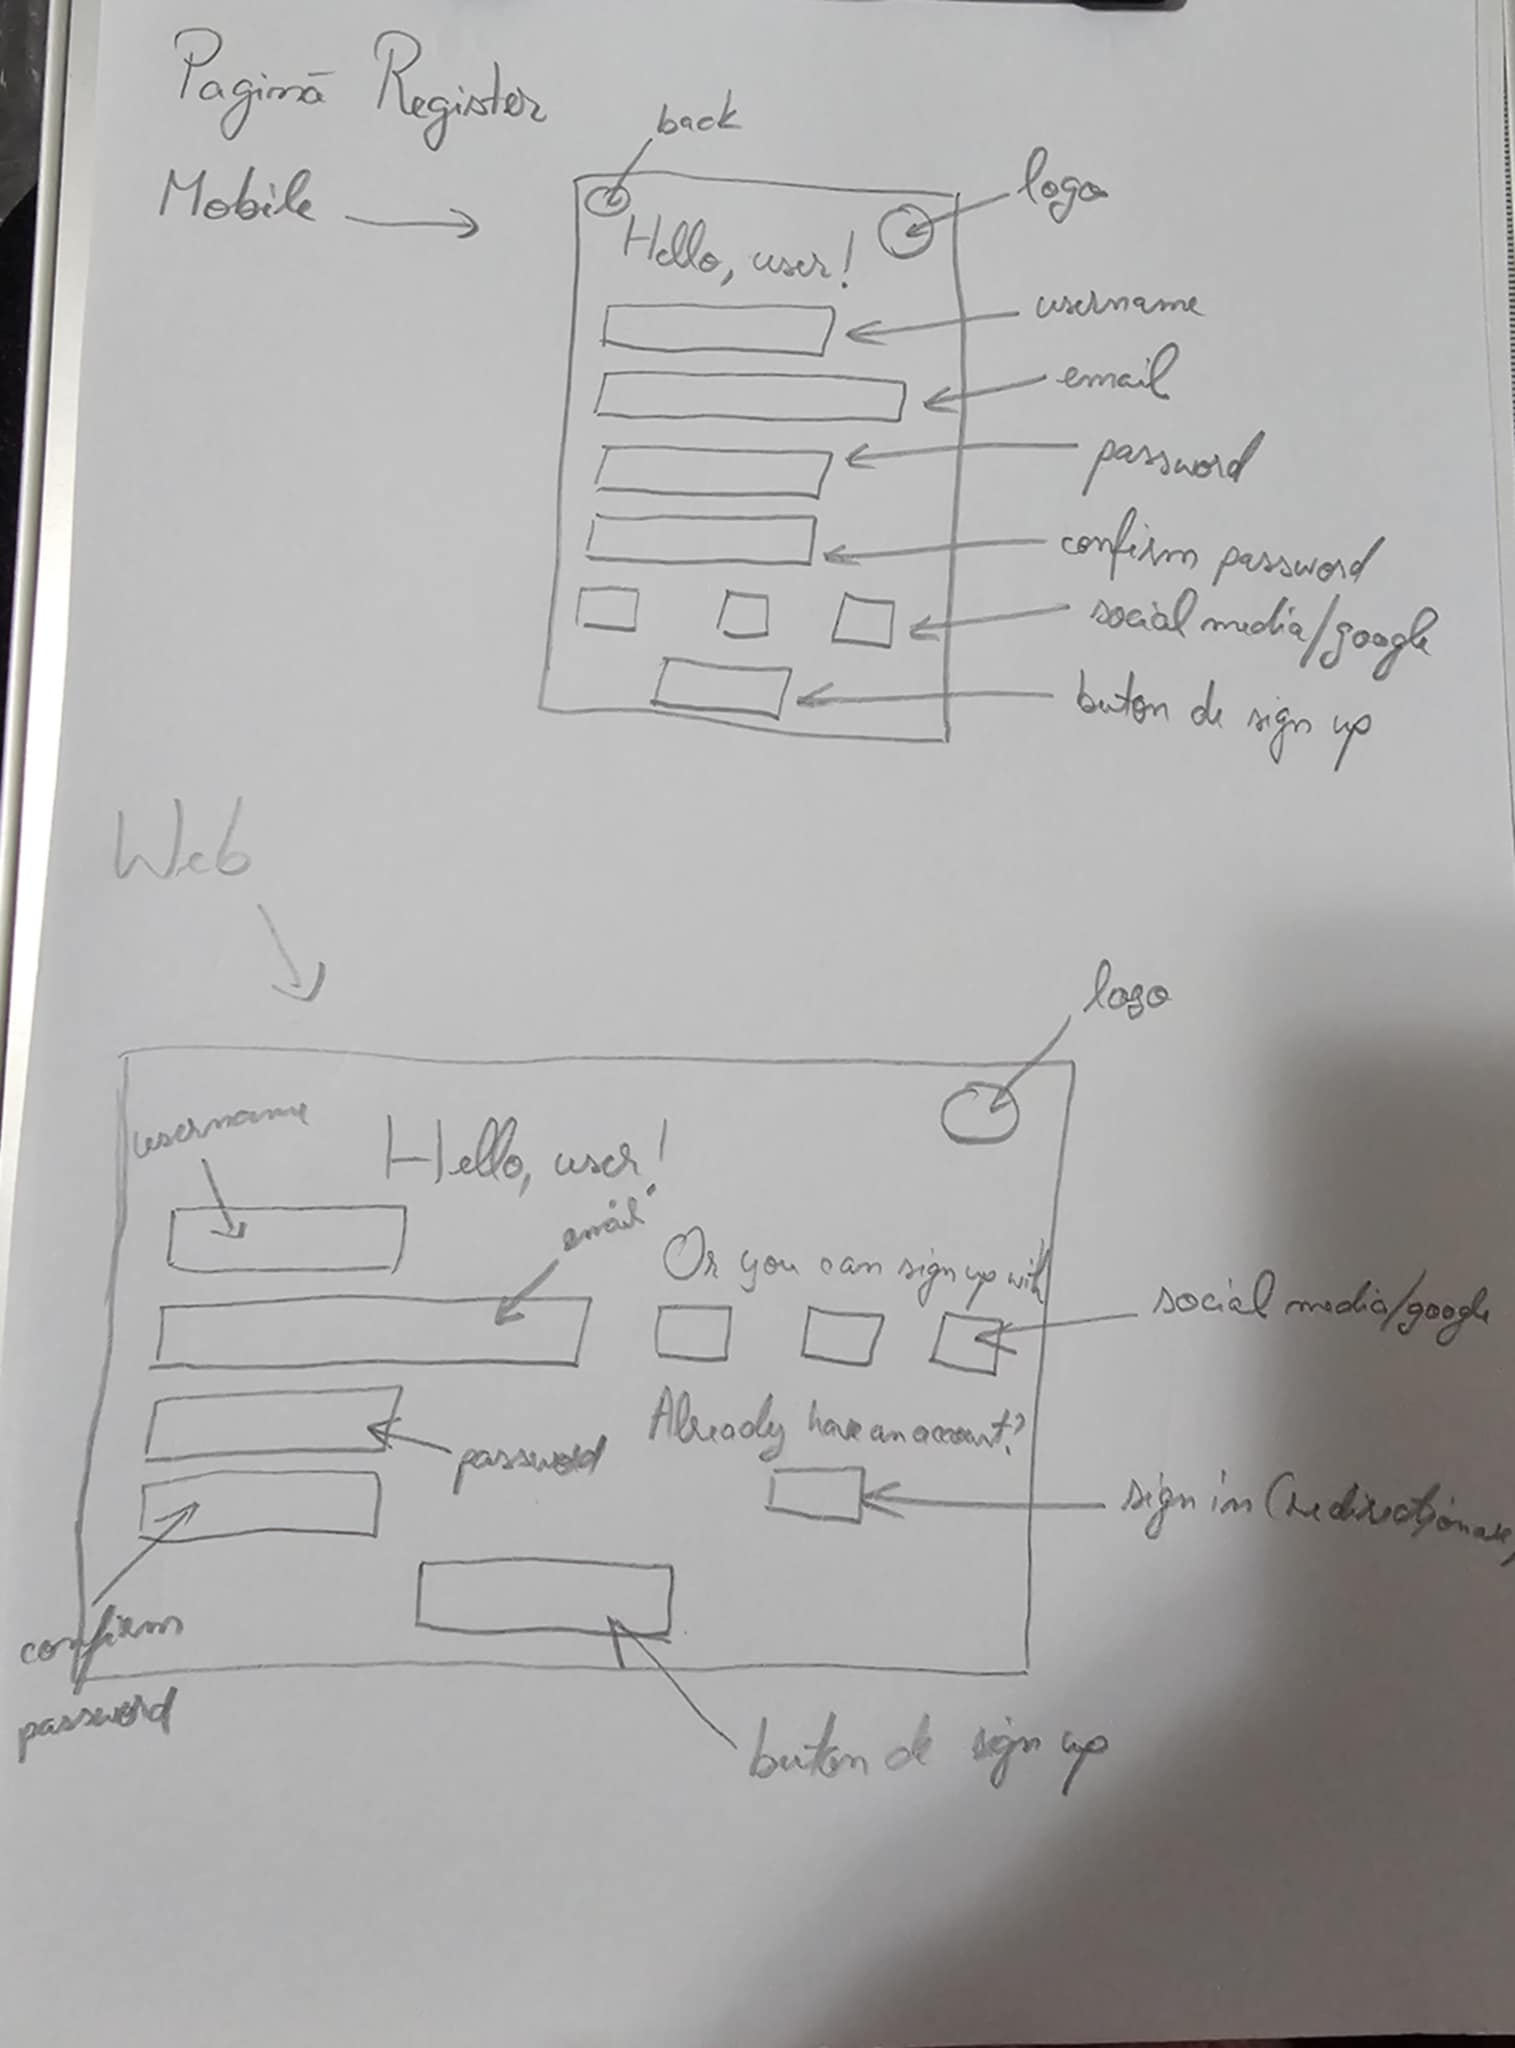 Pagină Register
back
Mobile
logo
Hello, user!
username
email
password
confirm password
social media/google
buton de sign up
Web
logo
username
Hello, user!
email
Or you can sign up with
social media/google
Already have an account?
password
sign in (redirecționare)
confirm
password
buton de sign up